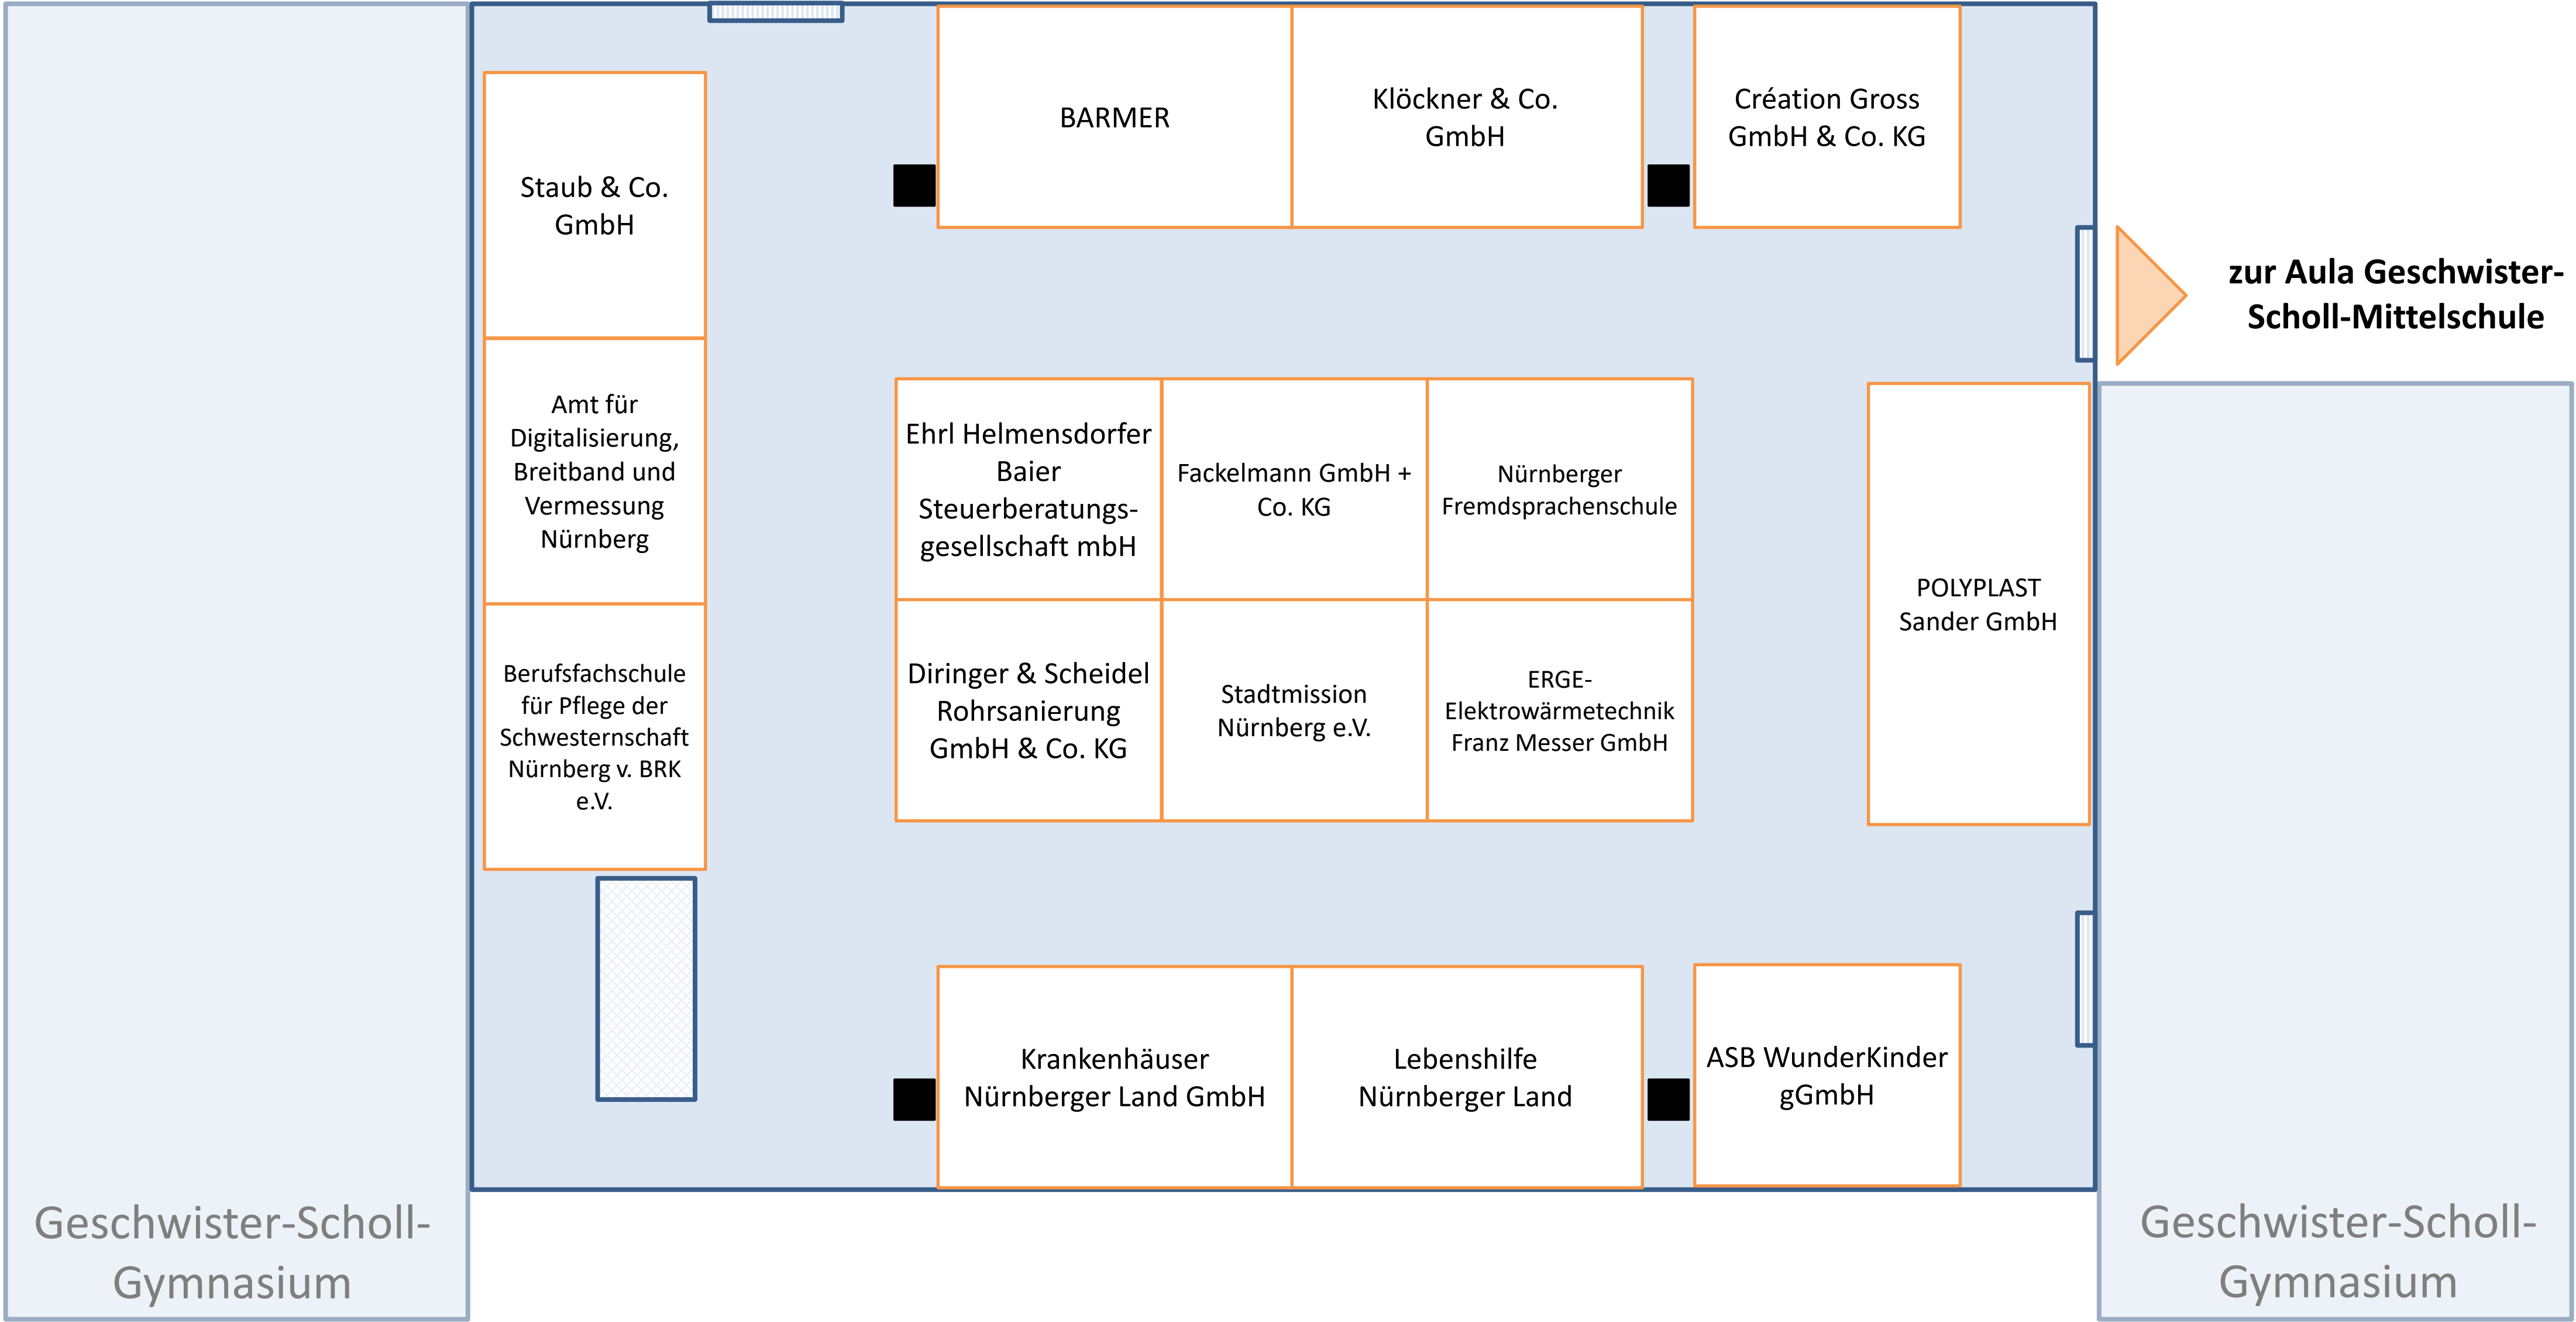 BARMER
Klöckner & Co.
GmbH
Création Gross
GmbH & Co. KG
Staub & Co.
GmbH
zur Aula Geschwister-
Scholl-Mittelschule
Amt für
Digitalisierung,
Breitband und
Vermessung
Nürnberg
Ehrl Helmensdorfer
Baier
Steuerberatungs-
gesellschaft mbH
Fackelmann GmbH +
Co. KG
Nürnberger
Fremdsprachenschule
POLYPLAST
Sander GmbH
Berufsfachschule
für Pflege der
Schwesternschaft
Nürnberg v. BRK
e.V.
Diringer & Scheidel
Rohrsanierung
GmbH & Co. KG
Stadtmission
Nürnberg e.V.
ERGE-
Elektrowärmetechnik
Franz Messer GmbH
Krankenhäuser
Nürnberger Land GmbH
Lebenshilfe
Nürnberger Land
ASB WunderKinder
gGmbH
Geschwister-Scholl-
Gymnasium
Geschwister-Scholl-
Gymnasium